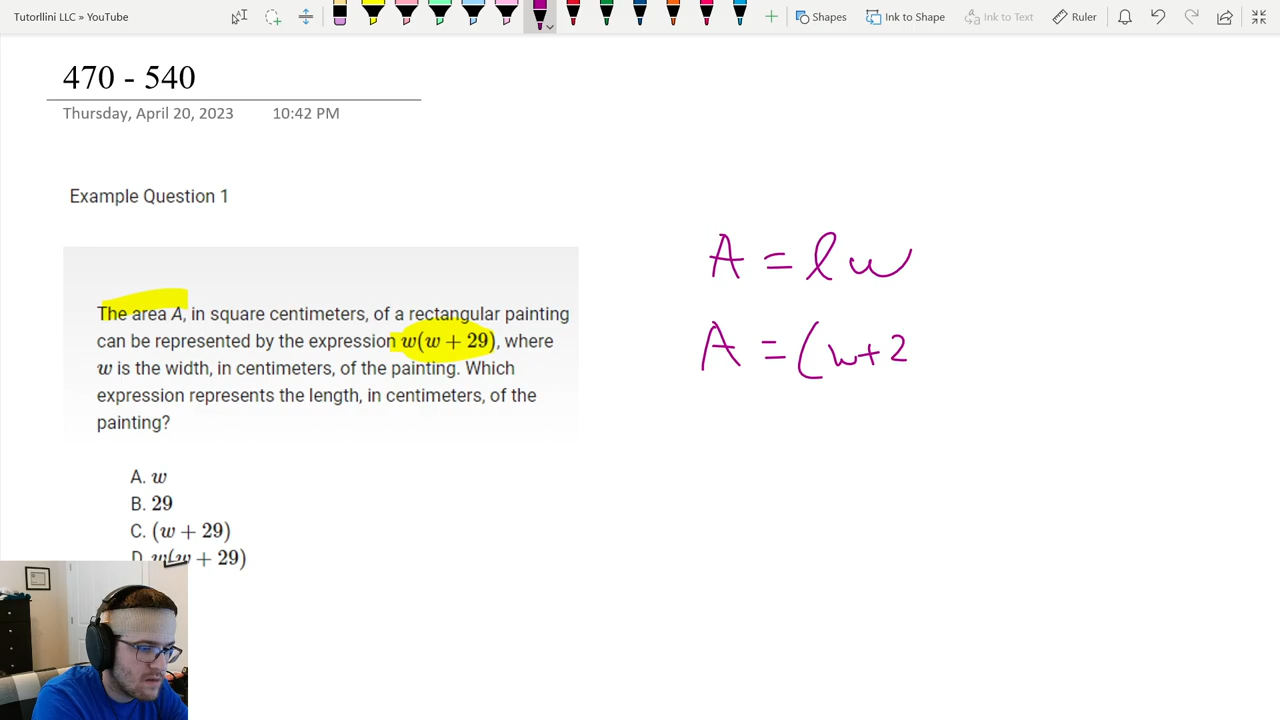 Tutorllini LLC » YouTube
Shapes
Ink to Shape
Ink to Text
Ruler
470 - 540
Thursday, April 20, 2023 10:42 PM
Example Question 1
The area A, in square centimeters, of a rectangular painting
can be represented by the expression w(w + 29), where
w is the width, in centimeters, of the painting. Which
expression represents the length, in centimeters, of the
painting?
A. w
B. 29
C. (w + 29)
D. w(w + 29)
A = l w
A = (w+2